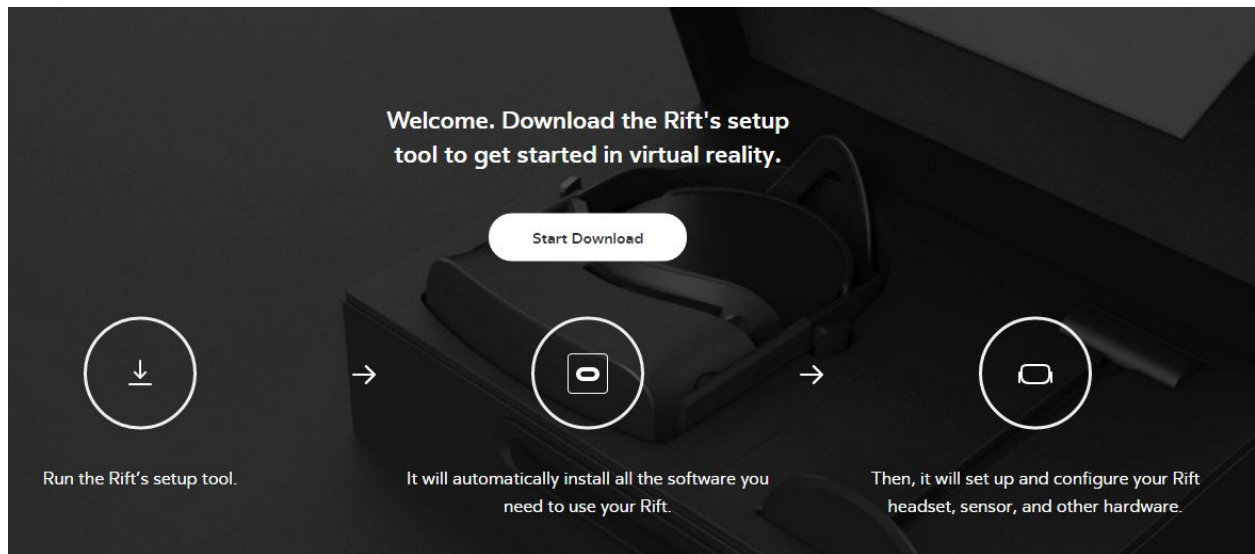 Welcome. Download the Rift's setup
tool to get started in virtual reality.
Start Download
Run the Rift’s setup tool.
It will automatically install all the software you
need to use your Rift.
Then, it will set up and configure your Rift
headset, sensor, and other hardware.